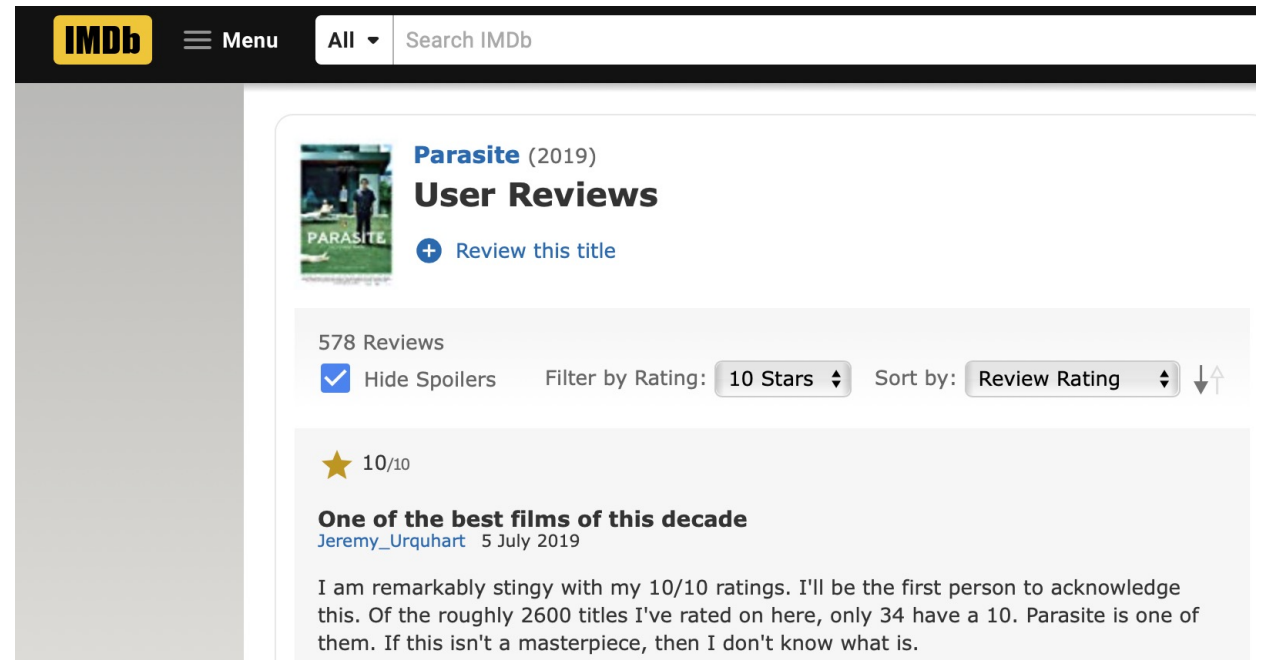 IMDb Menu All Search IMDb
Parasite (2019)
User Reviews
PARASITE
Review this title
578 Reviews
Hide Spoilers Filter by Rating: 10 Stars Sort by: Review Rating
10/10
One of the best films of this decade
Jeremy_Urquhart 5 July 2019
I am remarkably stingy with my 10/10 ratings. I'll be the first person to acknowledge
this. Of the roughly 2600 titles I've rated on here, only 34 have a 10. Parasite is one of
them. If this isn't a masterpiece, then I don't know what is.